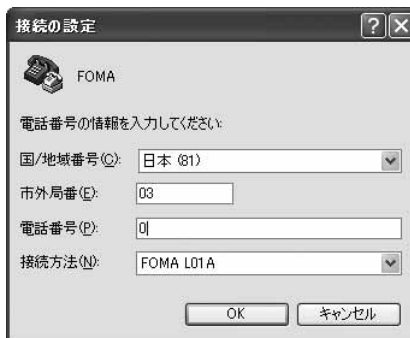 接続の設定
FOMA
電話番号の情報を入力してください:
国/地域番号(C): 日本 (81)
市外局番(E): 03
電話番号(P): 0
接続方法(N): FOMA L01A
OK キャンセル